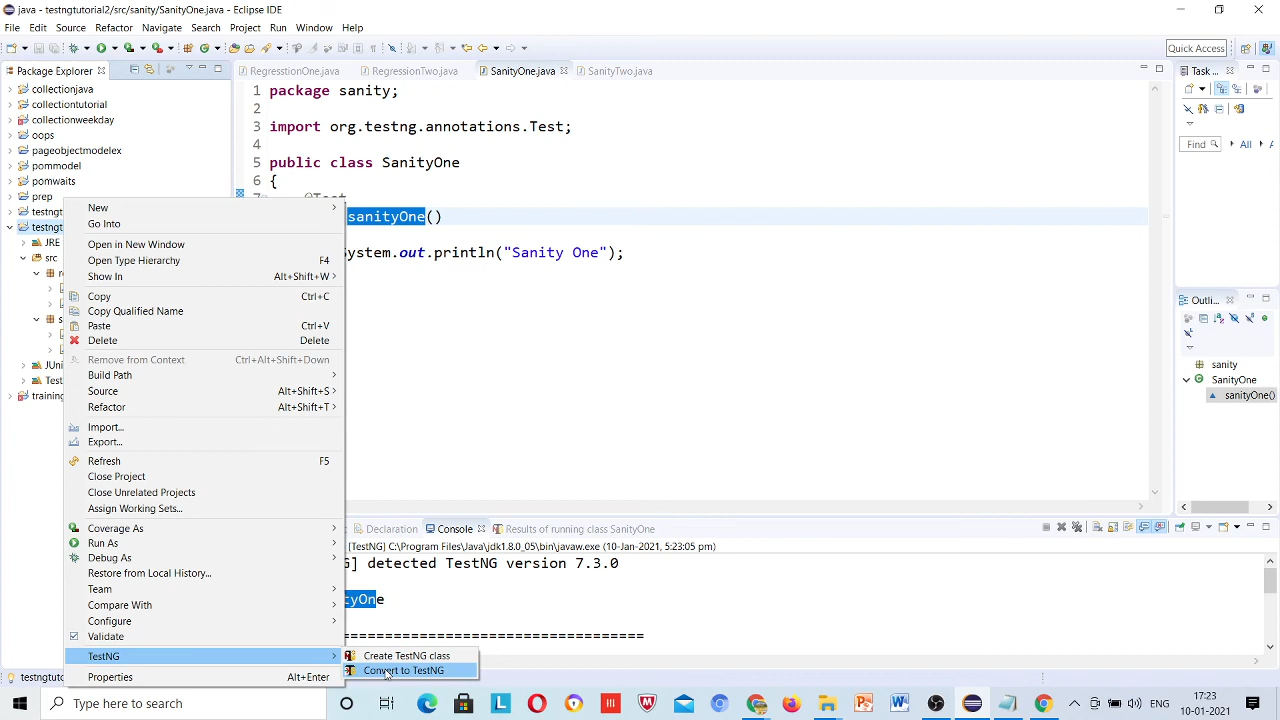 java - testngtutorial2/src/sanity/SanityOne.java - Eclipse IDE
File Edit Source Refactor Navigate Search Project Run Window Help
Quick Access
Package Explorer
RegresstionOne.java
RegressionTwo.java
SanityOne.java
SanityTwo.java
Task ...
collectionjava
collectiontutorial
collectionweekday
oops
pageobjectmodelex
pommodel
pomwaits
prep
testngt
testngt
JRE
src
JUni
Test
training
1 package sanity;
2
3 import org.testng.annotations.Test;
4
5 public class SanityOne
6 {
7 @Test
sanityOne()
System.out.println("Sanity One");
New
Go Into
Open in New Window
Open Type Hierarchy F4
Show In Alt+Shift+W
Copy Ctrl+C
Copy Qualified Name
Paste Ctrl+V
Delete Delete
Remove from Context Ctrl+Alt+Shift+Down
Build Path
Source Alt+Shift+S
Refactor Alt+Shift+T
Import...
Export...
Refresh F5
Close Project
Close Unrelated Projects
Assign Working Sets...
Coverage As
Run As
Debug As
Restore from Local History...
Team
Compare With
Configure
Validate
TestNG
Properties Alt+Enter
Create TestNG class
Convert to TestNG
Find All A
Outli...
sanity
SanityOne
sanityOne()
Declaration Console Results of running class SanityOne
[TestNG] C:\Program Files\Java\jdk1.8.0_05\bin\javaw.exe (10-Jan-2021, 5:23:05 pm)
] detected TestNG version 7.3.0
tyOne
===================================
testngtu
Type here to search
ENG
17:23
10-01-2021